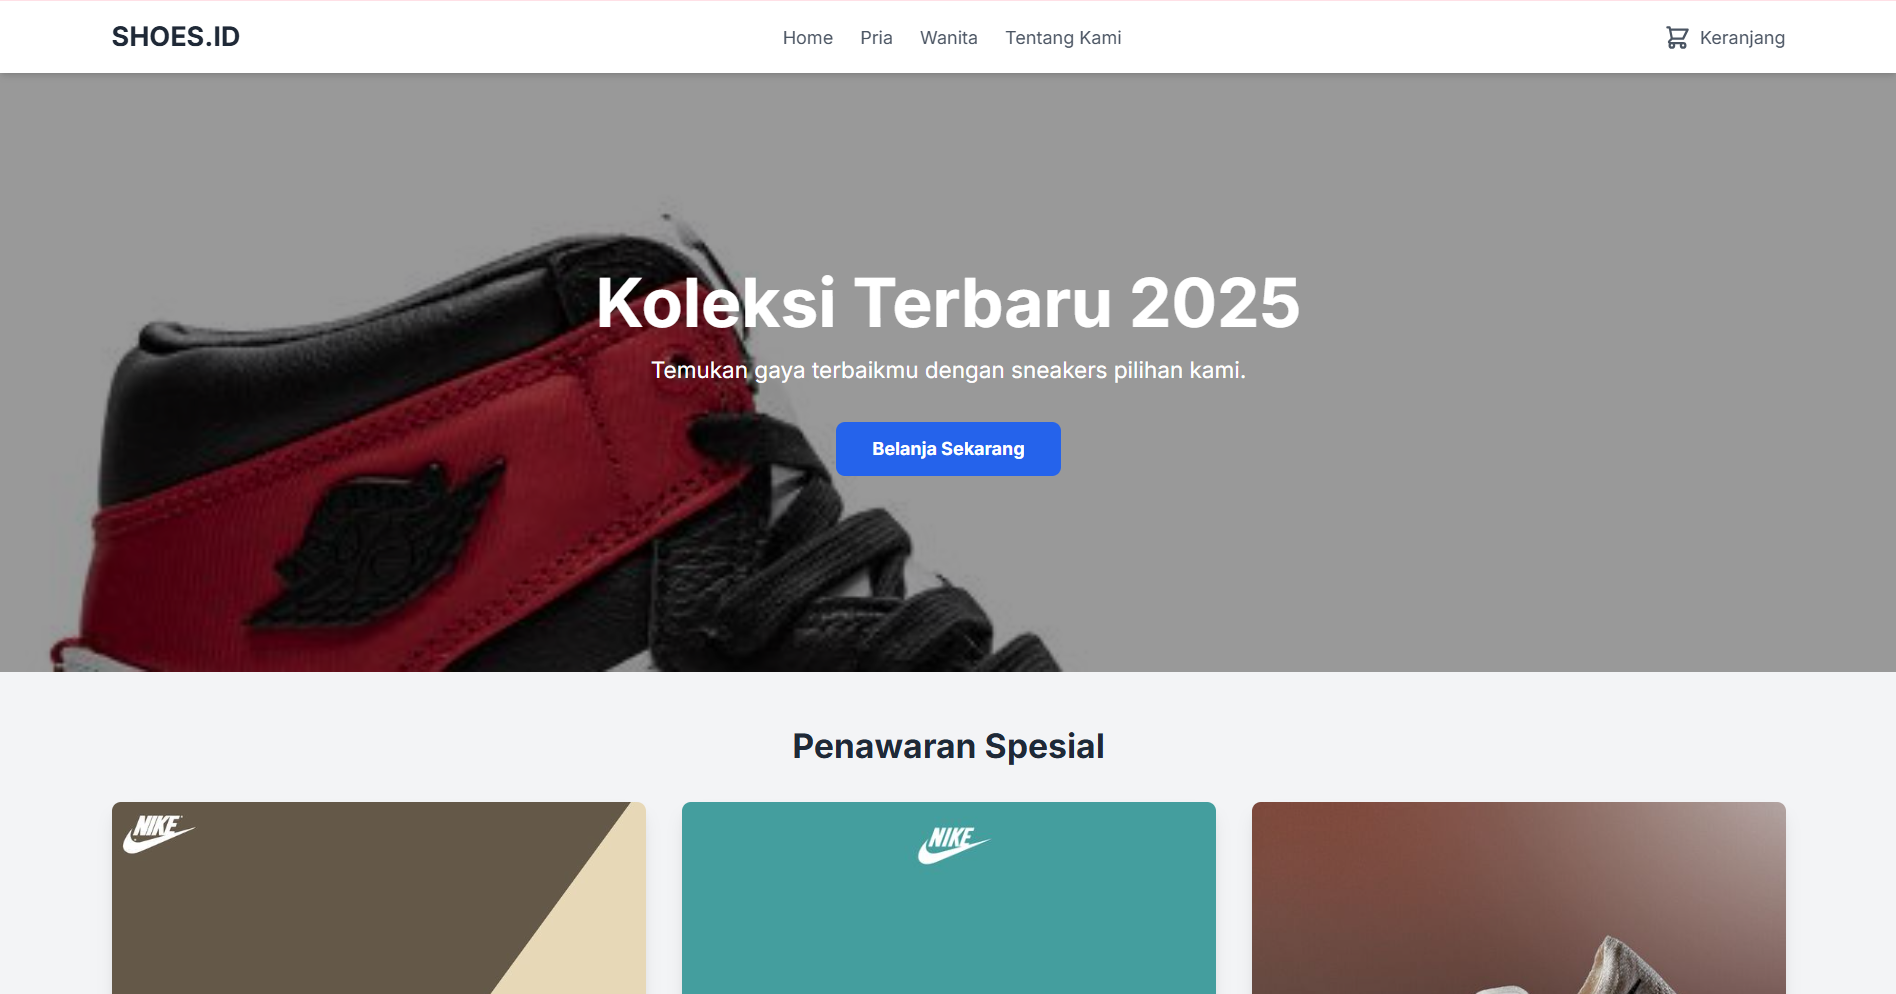 SHOES.ID
Home Pria Wanita Tentang Kami
Keranjang
Koleksi Terbaru 2025
Temukan gaya terbaikmu dengan sneakers pilihan kami.
Belanja Sekarang
Penawaran Spesial
NIKE
NIKE